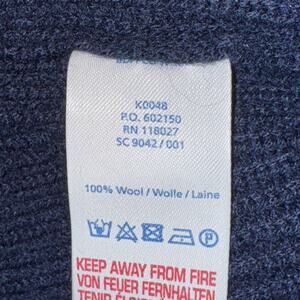 K0048
P.O. 602150
RN 118027
SC 9042 / 001
100% Wool / Wolle / Laine
KEEP AWAY FROM FIRE
VON FEUER FERNHALTEN